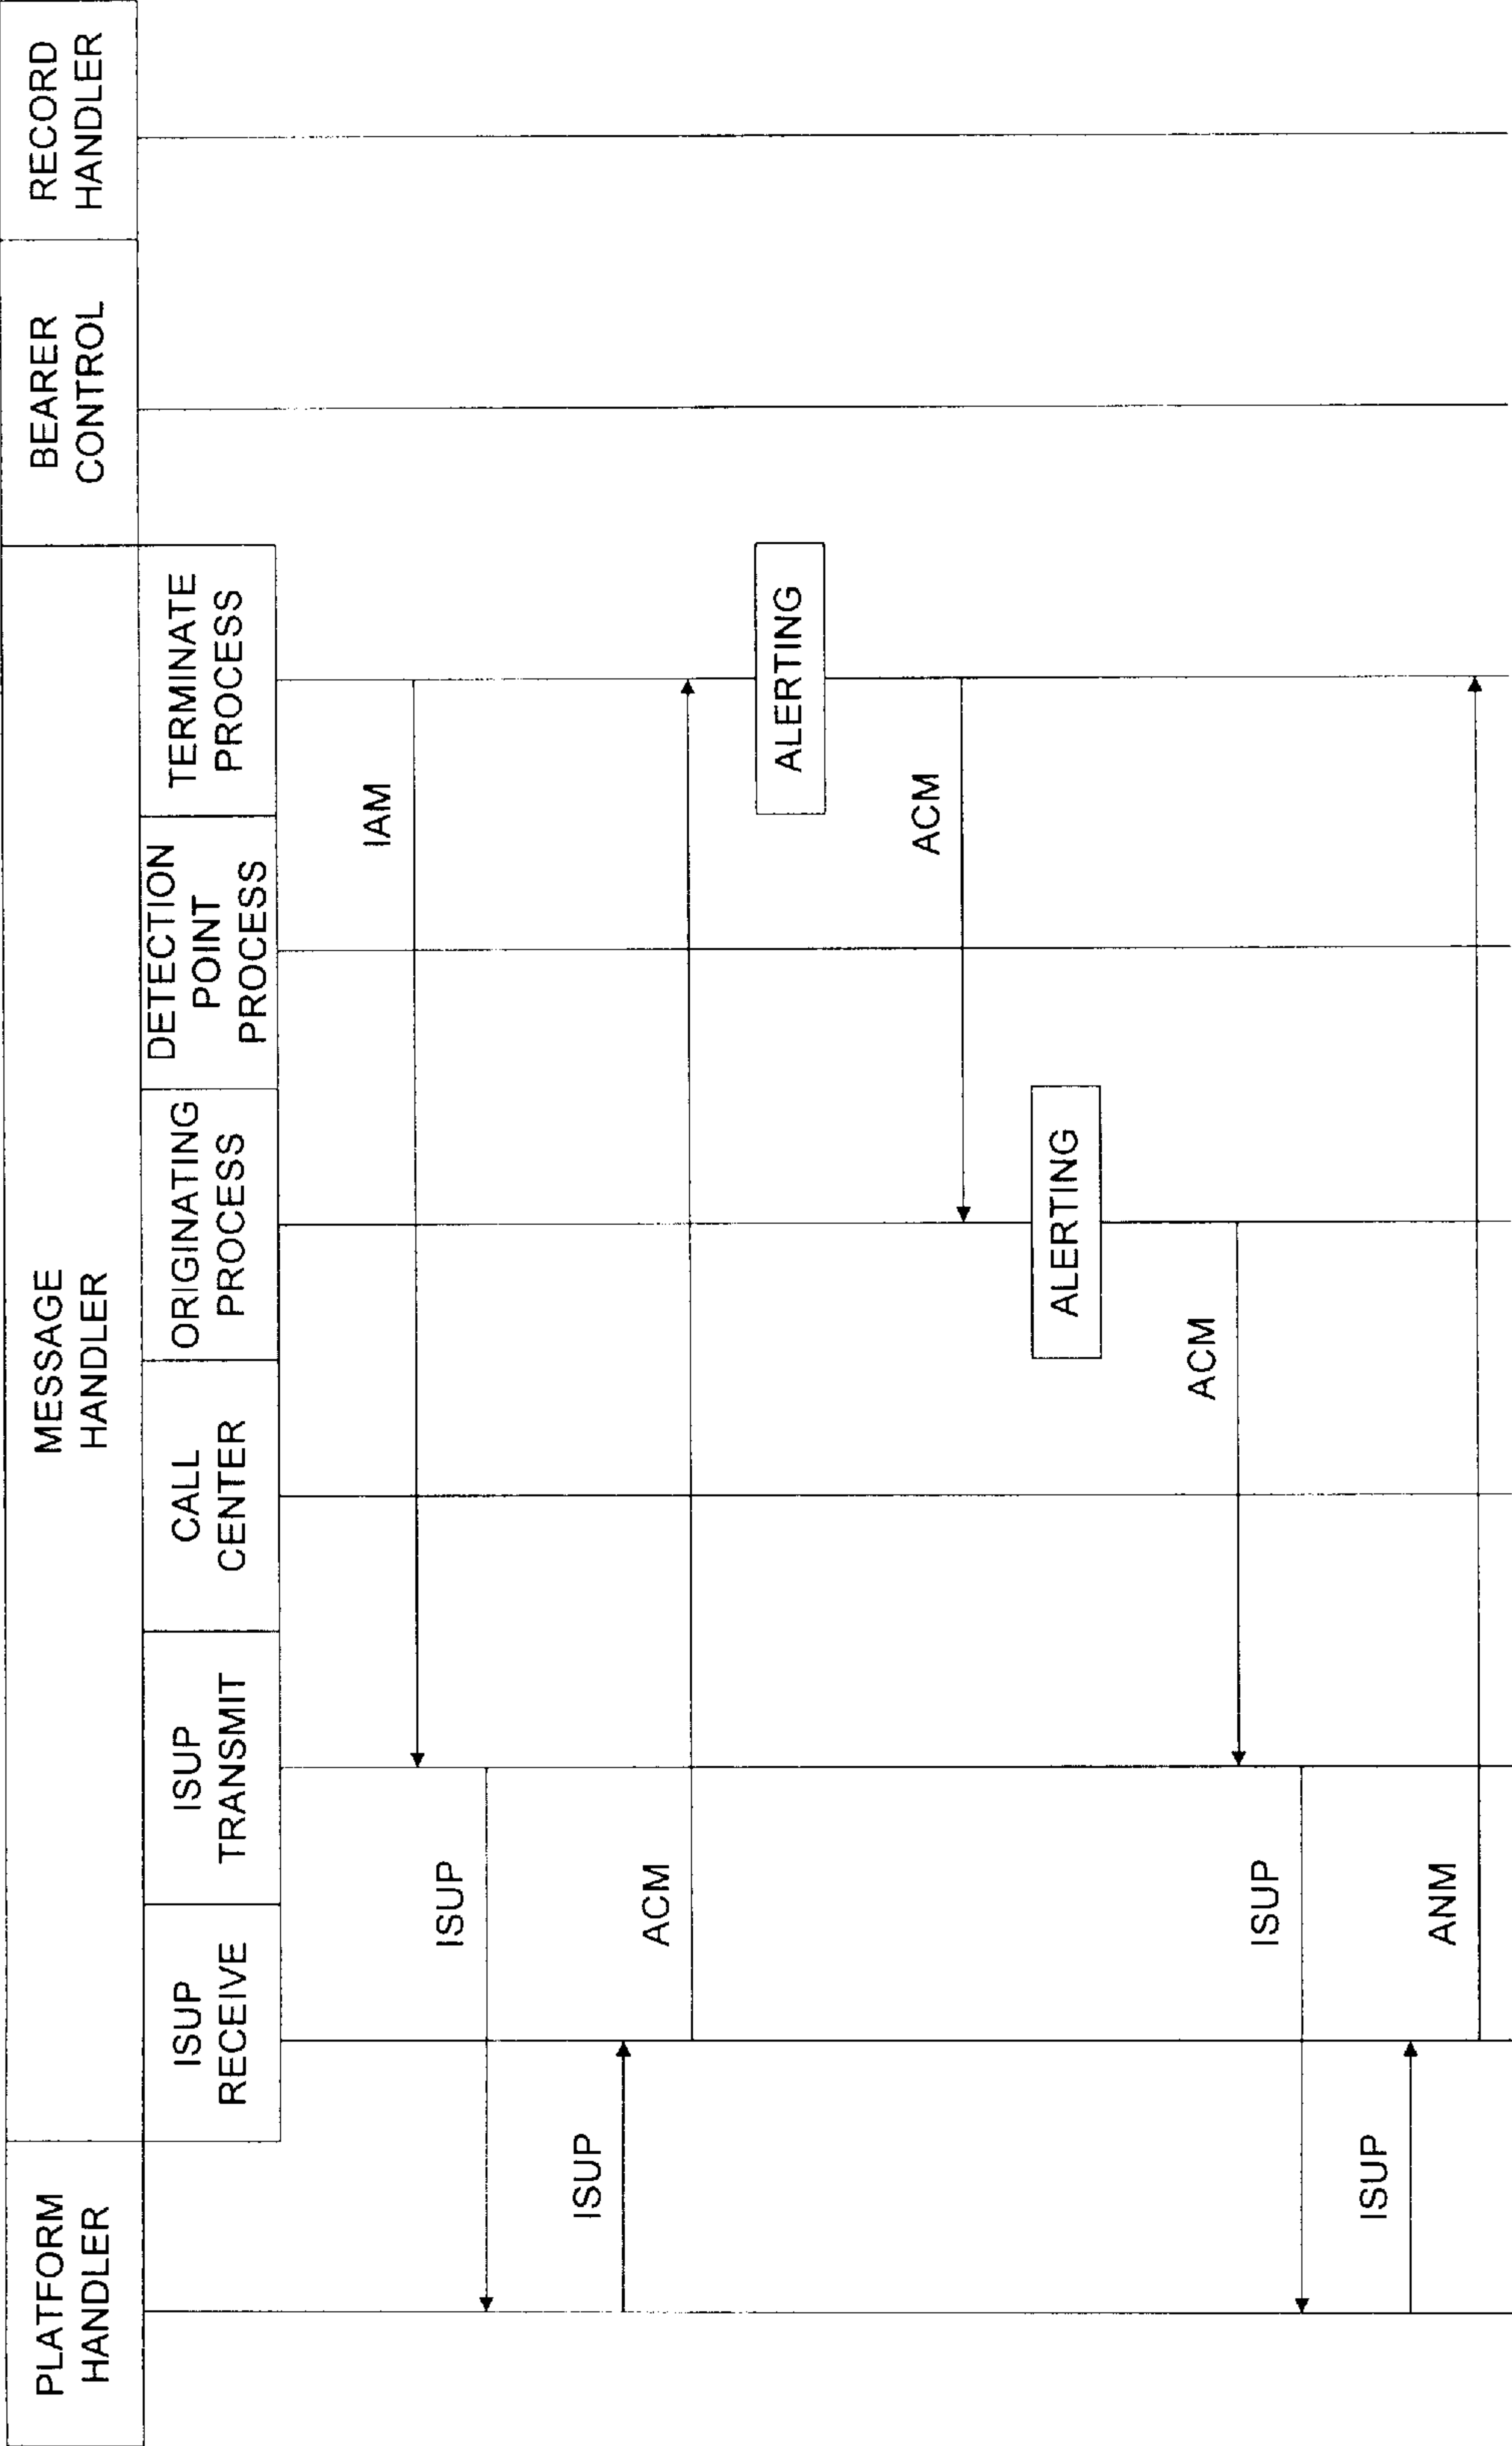 PLATFORM
HANDLER
MESSAGE
HANDLER
BEARER
CONTROL
RECORD
HANDLER
ISUP
RECEIVE
ISUP
TRANSMIT
CALL
CENTER
ORIGINATING
PROCESS
DETECTION
POINT
PROCESS
TERMINATE
PROCESS
IAM
ISUP
ISUP
ACM
ALERTING
ACM
ALERTING
ACM
ISUP
ISUP
ANM